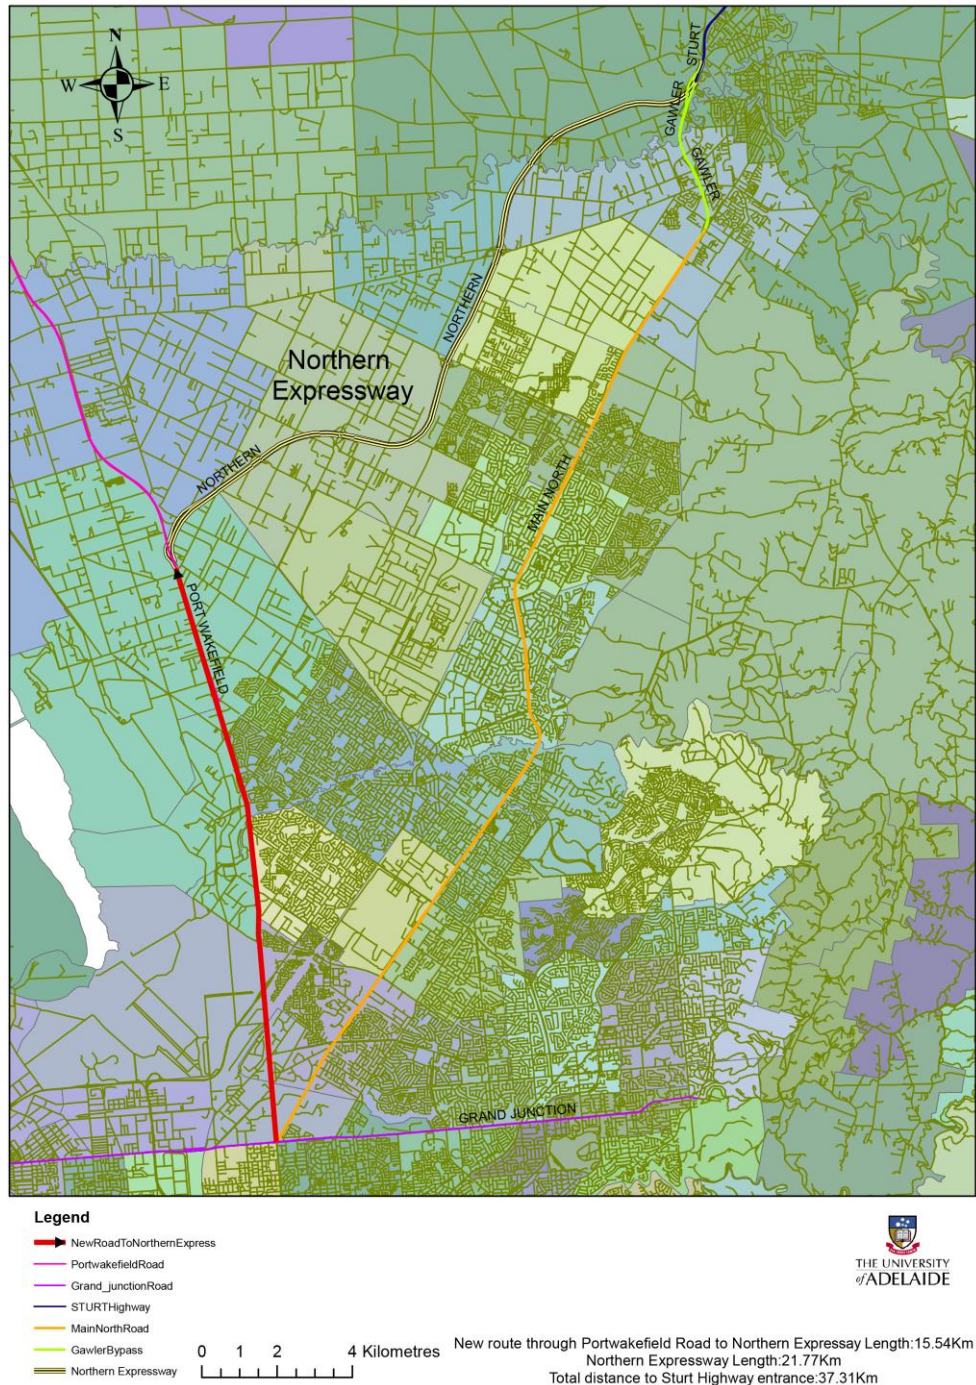 N
W E
S
STURT
GAWLER
GAWLER
NORTHERN
Northern
Expressway
NORTHERN
MAIN NORTH
PORT WAKEFIELD
GRAND JUNCTION
Legend
NewRoadToNorthernExpress
PortwakefieldRoad
Grand_junctionRoad
STURTHighway
MainNorthRoad
GawlerBypass
Northern Expressway
0 1 2 4 Kilometres
THE UNIVERSITY
of ADELAIDE
New route through Portwakefield Road to Northern Expressay Length:15.54Km
Northern Expressway Length:21.77Km
Total distance to Sturt Highway entrance:37.31Km